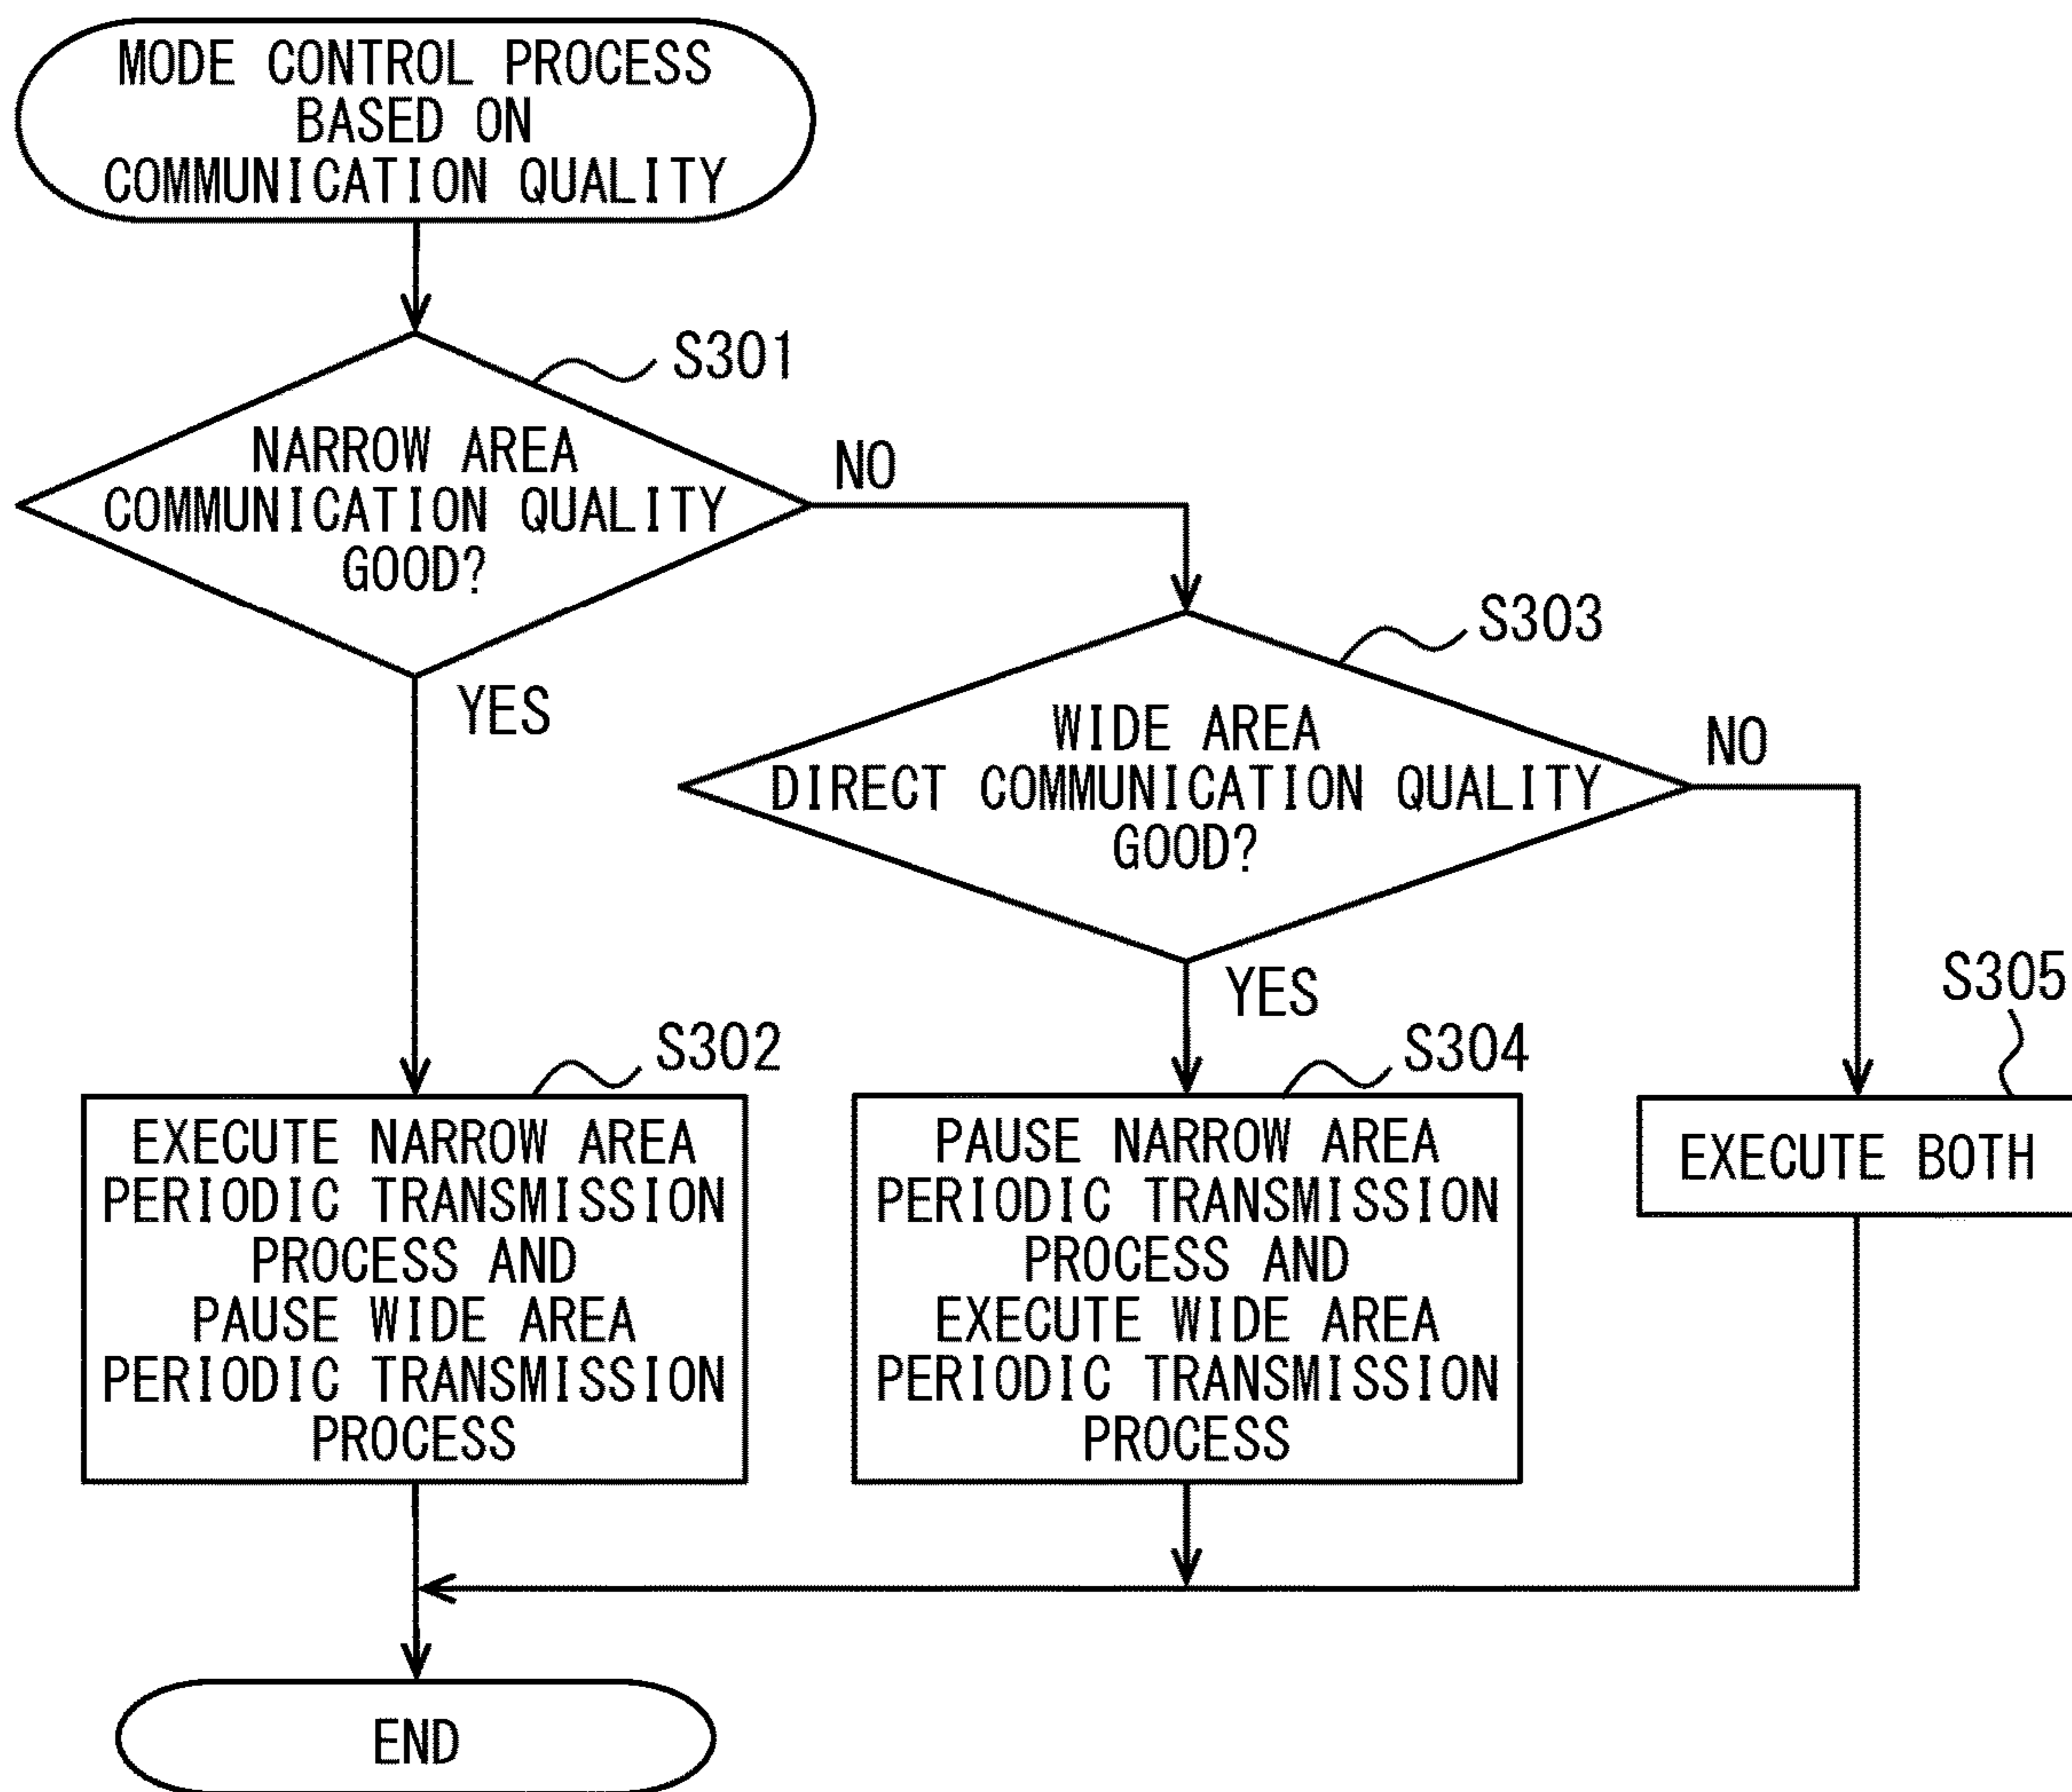 MODE CONTROL PROCESS
BASED ON
COMMUNICATION QUALITY
S301
NARROW AREA
COMMUNICATION QUALITY
GOOD?
NO
YES
S303
WIDE AREA
DIRECT COMMUNICATION QUALITY
GOOD?
NO
YES
S302
EXECUTE NARROW AREA
PERIODIC TRANSMISSION
PROCESS AND
PAUSE WIDE AREA
PERIODIC TRANSMISSION
PROCESS
S304
PAUSE NARROW AREA
PERIODIC TRANSMISSION
PROCESS AND
EXECUTE WIDE AREA
PERIODIC TRANSMISSION
PROCESS
S305
EXECUTE BOTH
END